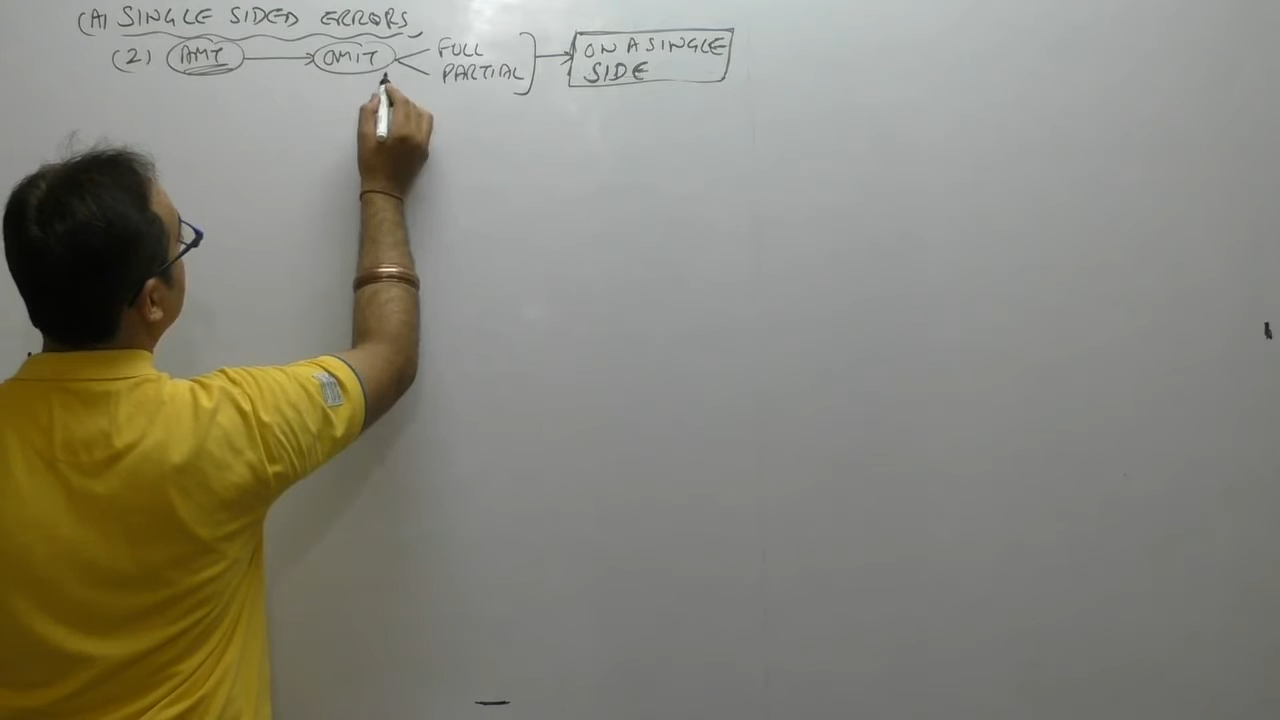 (A) SINGLE SIDED ERRORS
(2) AMT → OMIT FULL
PARTIAL
ON A SINGLE
SIDE